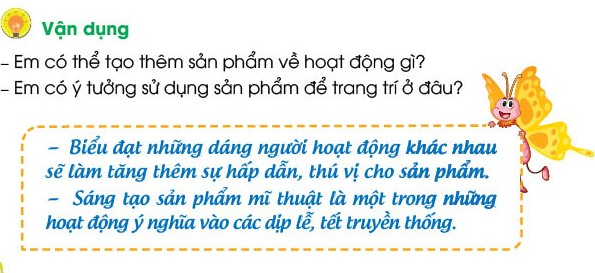 Vận dụng
– Em có thể tạo thêm sản phẩm về hoạt động gì?
– Em có ý tưởng sử dụng sản phẩm để trang trí ở đâu?
– Biểu đạt những dáng người hoạt động khác nhau
sẽ làm tăng thêm sự hấp dẫn, thú vị cho sản phẩm.
– Sáng tạo sản phẩm mĩ thuật là một trong những
hoạt động ý nghĩa vào các dịp lễ, tết truyền thống.